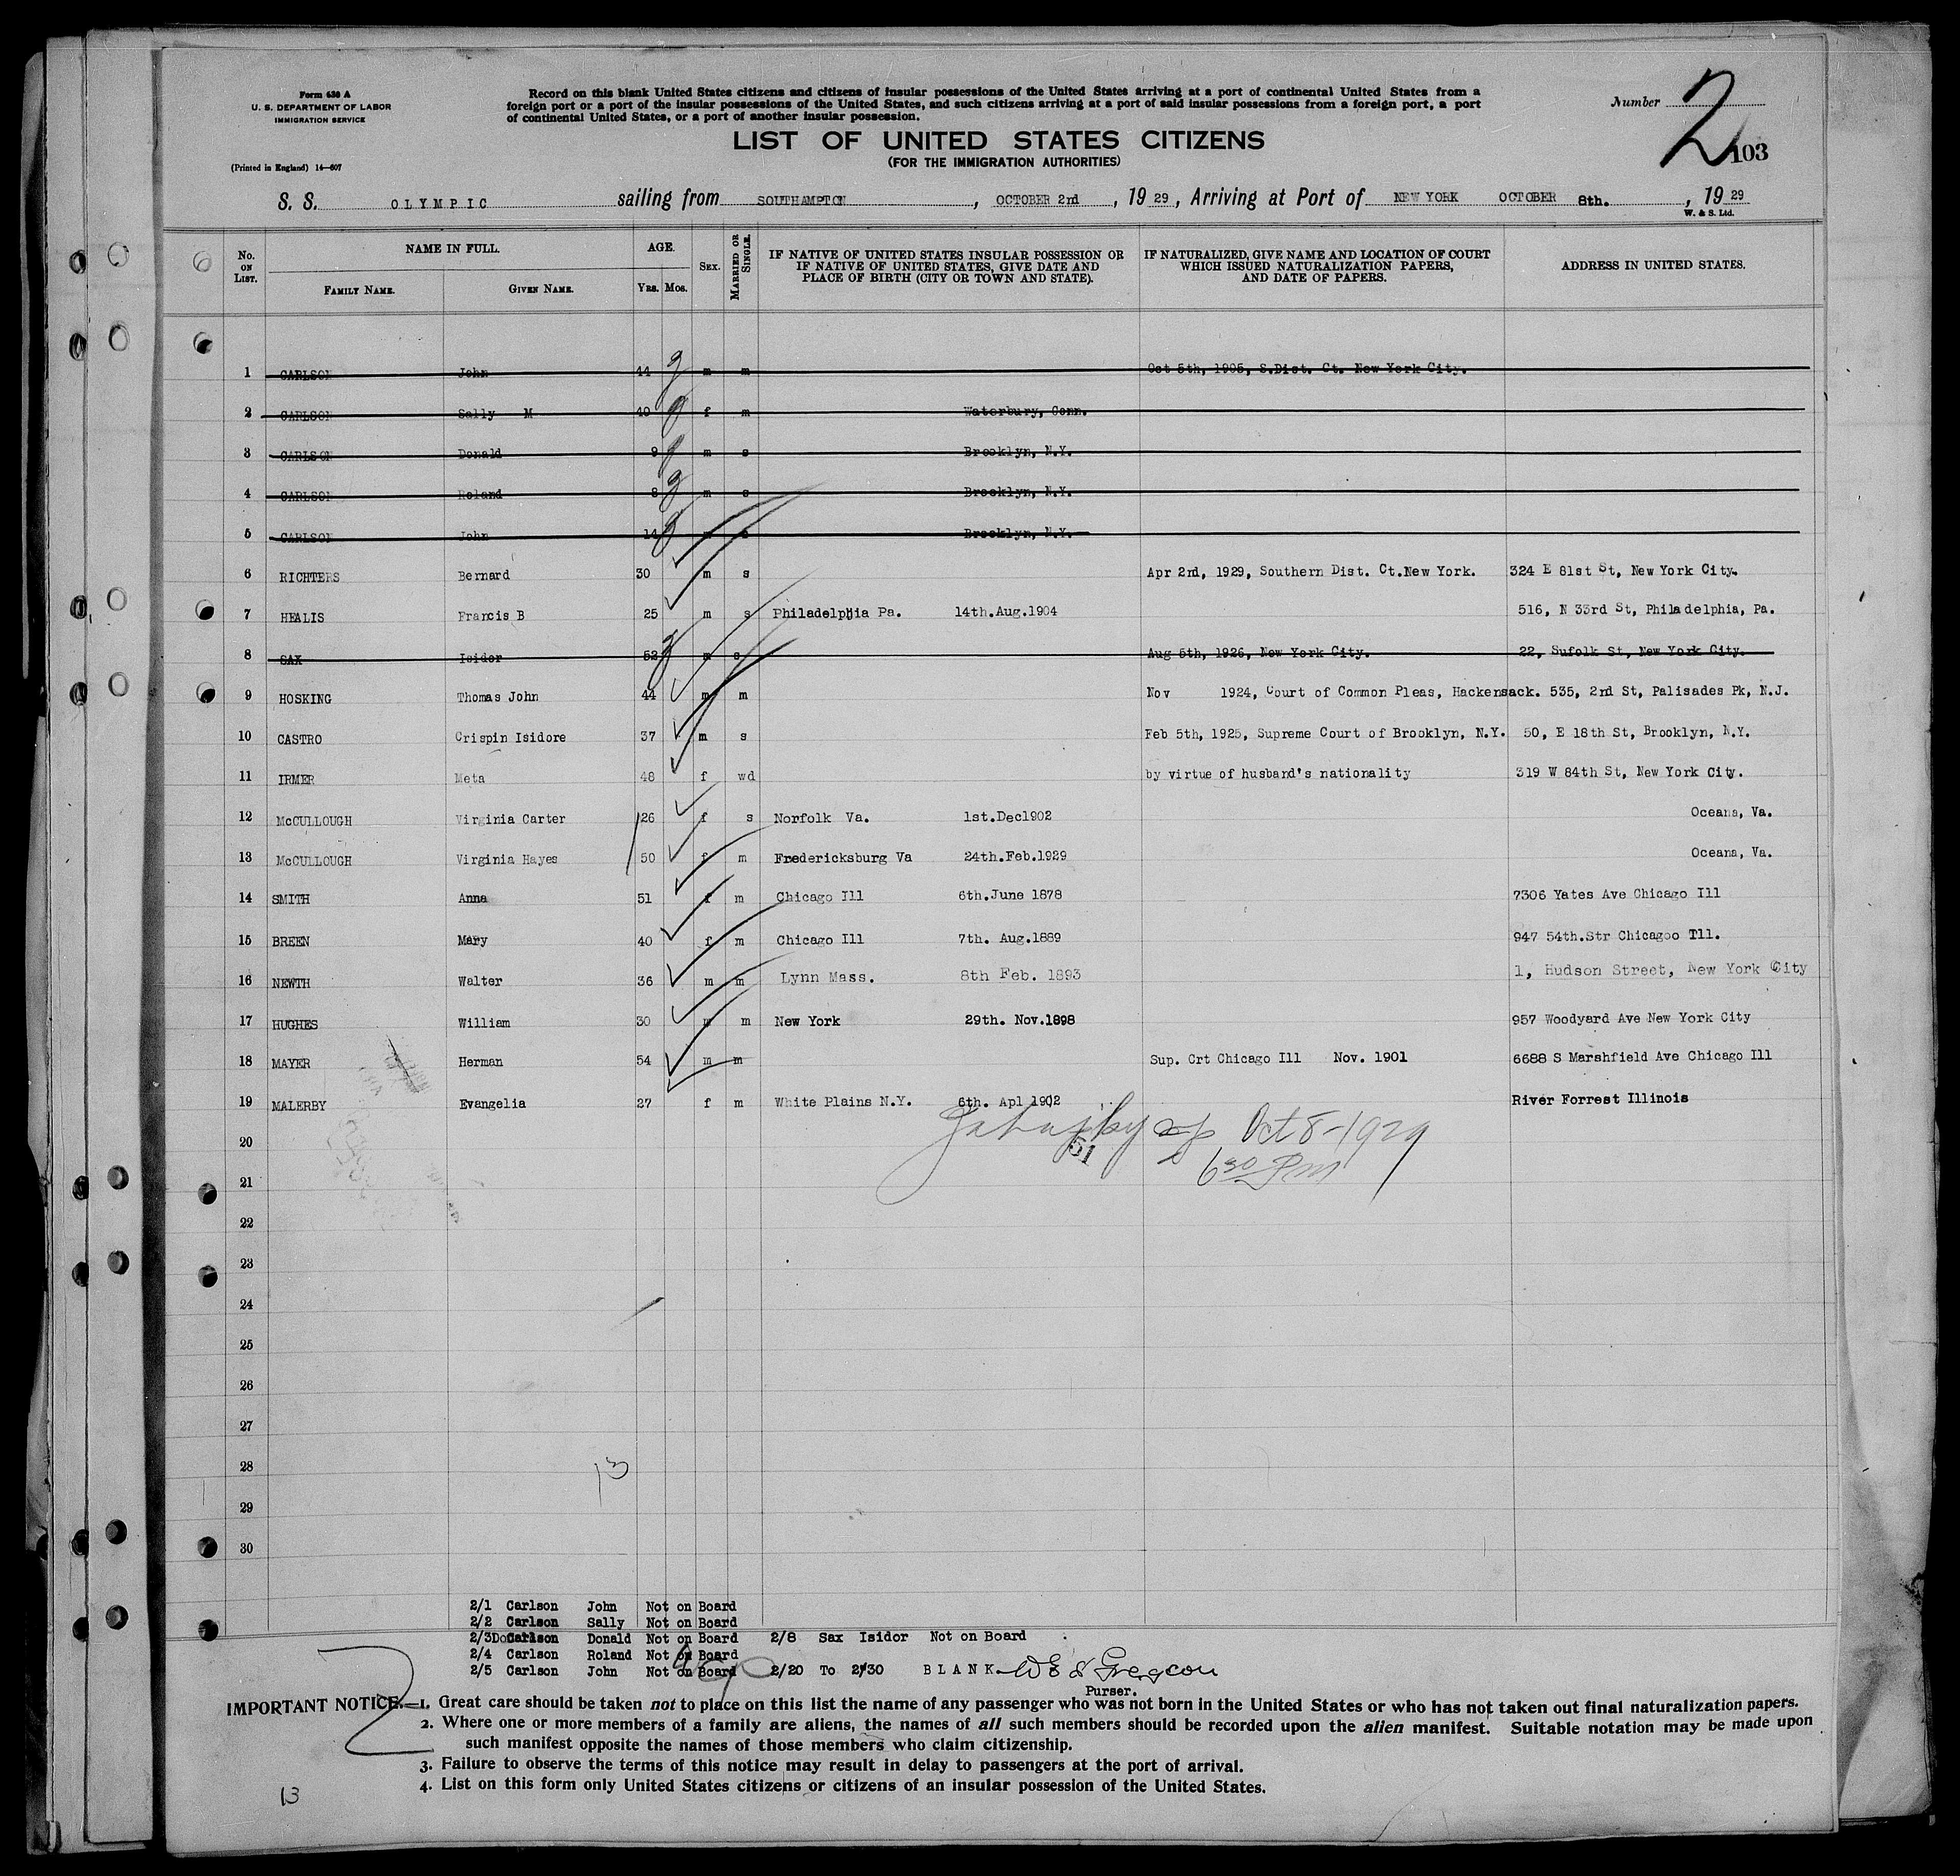 Form 630 A
U. S. DEPARTMENT OF LABOR
IMMIGRATION SERVICE
(Printed in England) 14—607
Record on this blank United States citizens and citizens of insular possessions of the United States arriving at a port of continental United States from a
foreign port or a port of the insular possessions of the United States, and such citizens arriving at a port of said insular possessions from a foreign port, a port
of continental United States, or a port of another insular possession.
LIST OF UNITED STATES CITIZENS
(FOR THE IMMIGRATION AUTHORITIES)
Number 2
103
S. S. OLYMPIC sailing from SOUTHAMPTON, OCTOBER 2nd, 19 29, Arriving at Port of NEW YORK OCTOBER 8th., 19 29
W. & S. Ltd.
No. ON LIST. NAME IN FULL. FAMILY NAME. GIVEN NAME. AGE. YRS. MOS. SEX. MARRIED OR SINGLE. IF NATIVE OF UNITED STATES INSULAR POSSESSION OR IF NATIVE OF UNITED STATES, GIVE DATE AND PLACE OF BIRTH (CITY OR TOWN AND STATE). IF NATURALIZED, GIVE NAME AND LOCATION OF COURT WHICH ISSUED NATURALIZATION PAPERS, AND DATE OF PAPERS. ADDRESS IN UNITED STATES.
1 CARLSON John 44 m m Oct 5th, 1905, S.Dist. Ct. New York City.
2 CARLSON Sally M 40 f m Waterbury, Conn.
3 CARLSON Donald 9 m s Brooklyn, N.Y.
4 CARLSON Roland 8 m s Brooklyn, N.Y.
5 CARLSON John 14 s Brooklyn, N.Y.
6 RICHTERS Bernard 30 m s Apr 2nd, 1929, Southern Dist. Ct.New York. 324 E 81st St, New York City.
7 HEALIS Francis B 25 m s Philadelphia Pa. 14th.Aug.1904 516, N 33rd St, Philadelphia, Pa.
8 SAX Isidor 52 m s Aug 5th, 1926, New York City. 22, Sufolk St, New York City.
9 HOSKING Thomas John 44 m m Nov 1924, Court of Common Pleas, Hackensack. 535, 2nd St, Palisades Pk, N.J.
10 CASTRO Crispin Isidore 37 m s Feb 5th, 1925, Supreme Court of Brooklyn, N.Y. 50, E 18th St, Brooklyn, N.Y.
11 IRMER Meta 48 f wd by virtue of husband's nationality 319 W 84th St, New York City.
12 McCULLOUGH Virginia Carter 26 f s Norfolk Va. 1st.Dec1902 Oceana, Va.
13 McCULLOUGH Virginia Hayes 50 f m Fredericksburg Va 24th.Feb.1929 Oceana, Va.
14 SMITH Anna 51 f m Chicago Ill 6th.June 1878 7306 Yates Ave Chicago Ill
15 BREEN Mary 40 f m Chicago Ill 7th. Aug.1889 947 54th.Str Chicagoo Ill.
16 NEWTH Walter 36 m m Lynn Mass. 8th Feb. 1893 1, Hudson Street, New York City
17 HUGHES William 30 m m New York 29th. Nov.1898 957 Woodyard Ave New York City
18 MAYER Herman 54 m m Sup. Crt Chicago Ill Nov. 1901 6688 S Marshfield Ave Chicago Ill
19 MALERBY Evangelia 27 f m White Plains N.Y. 6th. Apl 1902 River Forrest Illinois
20 Oct 8-1929
51
21 6 30 Pm
22
23
24
25
26
27
28
13
29
30
2/1 Carlson John Not on Board
2/2 Carlson Sally Not on Board
2/3 Carlson Donald Not on Board 2/8 Sax Isidor Not on Board
2/4 Carlson Roland Not on Board
2/5 Carlson John Not on Board 2/20 To 2/30 BLANK
Purser.
2
IMPORTANT NOTICE.—1. Great care should be taken not to place on this list the name of any passenger who was not born in the United States or who has not taken out final naturalization papers.
2. Where one or more members of a family are aliens, the names of all such members should be recorded upon the alien manifest. Suitable notation may be made upon
such manifest opposite the names of those members who claim citizenship.
3. Failure to observe the terms of this notice may result in delay to passengers at the port of arrival.
4. List on this form only United States citizens or citizens of an insular possession of the United States.
13